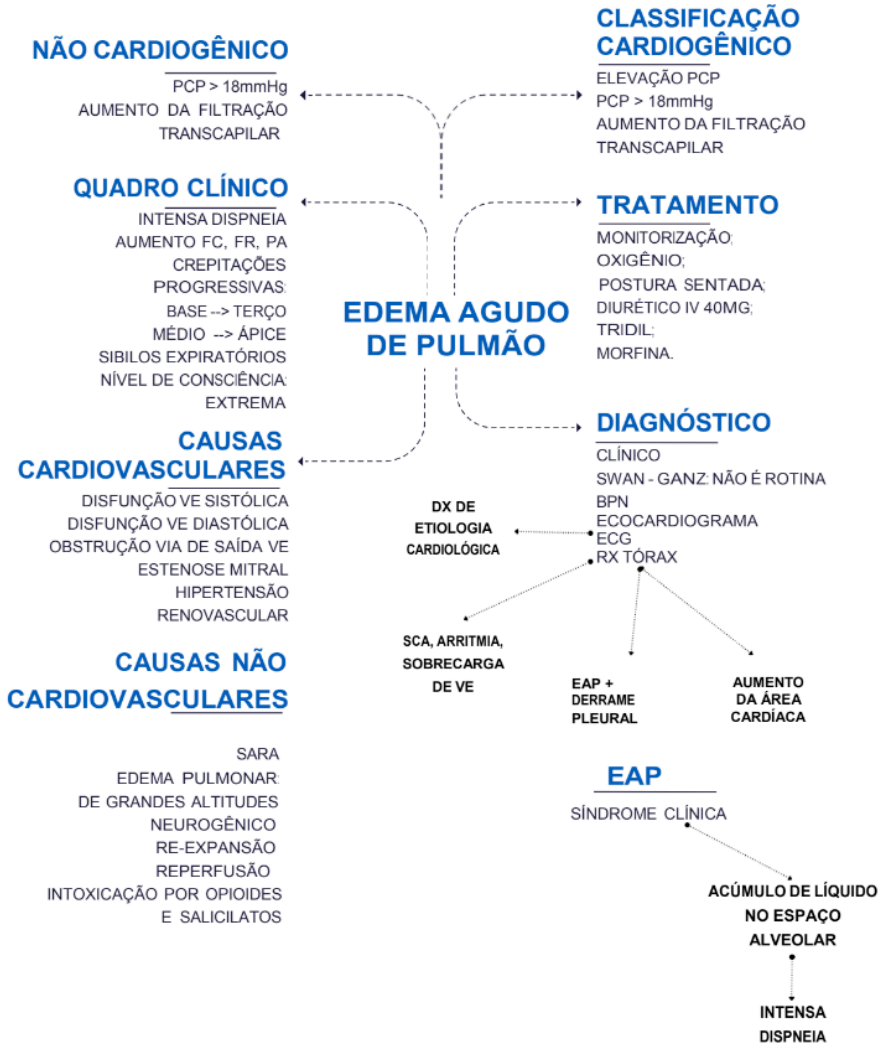 CLASSIFICAÇÃO
CARDIOGÊNICO
ELEVAÇÃO PCP
PCP > 18mmHg
AUMENTO DA FILTRAÇÃO
TRANSCAPILAR
NÃO CARDIOGÊNICO
PCP > 18mmHg
AUMENTO DA FILTRAÇÃO
TRANSCAPILAR
QUADRO CLÍNICO
INTENSA DISPNEIA
AUMENTO FC, FR, PA
CREPITAÇÕES
PROGRESSIVAS:
BASE --> TERÇO
MÉDIO --> ÁPICE
SIBILOS EXPIRATÓRIOS
NÍVEL DE CONSCIÊNCIA:
EXTREMA
TRATAMENTO
MONITORIZAÇÃO;
OXIGÊNIO;
POSTURA SENTADA;
DIURÉTICO IV 40MG;
TRIDIL;
MORFINA.
EDEMA AGUDO
DE PULMÃO
CAUSAS
CARDIOVASCULARES
DISFUNÇÃO VE SISTÓLICA
DISFUNÇÃO VE DIASTÓLICA
OBSTRUÇÃO VIA DE SAÍDA VE
ESTENOSE MITRAL
HIPERTENSÃO
RENOVASCULAR
DIAGNÓSTICO
CLÍNICO
SWAN - GANZ: NÃO É ROTINA
BPN
ECOCARDIOGRAMA
ECG
RX TÓRAX
DX DE
ETIOLOGIA
CARDIOLÓGICA
SCA, ARRITMIA,
SOBRECARGA
DE VE
EAP +
DERRAME
PLEURAL
AUMENTO
DA ÁREA
CARDÍACA
CAUSAS NÃO
CARDIOVASCULARES
SARA
EDEMA PULMONAR:
DE GRANDES ALTITUDES
NEUROGÊNICO
RE-EXPANSÃO
REPERFUSÃO
INTOXICAÇÃO POR OPIOIDES
E SALICILATOS
EAP
SÍNDROME CLÍNICA
ACÚMULO DE LÍQUIDO
NO ESPAÇO
ALVEOLAR
INTENSA
DISPNEIA